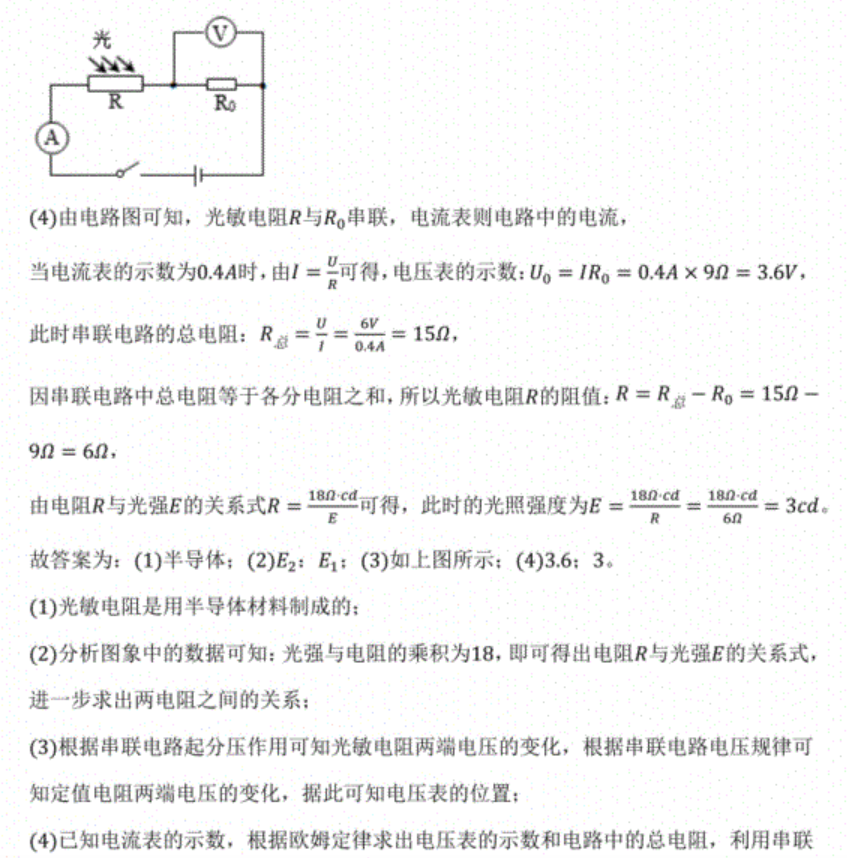 光
V
R
R₀
A
(4)由电路图可知，光敏电阻R与R₀串联，电流表则电路中的电流，
当电流表的示数为0.4A时，由I = U/R可得，电压表的示数：U₀ = IR₀ = 0.4A × 9Ω = 3.6V，
此时串联电路的总电阻：R总 = U/I = 6V/0.4A = 15Ω，
因串联电路中总电阻等于各分电阻之和，所以光敏电阻R的阻值：R = R总 − R₀ = 15Ω −
9Ω = 6Ω，
由电阻R与光强E的关系式R = 18Ω·cd/E可得，此时的光照强度为E = 18Ω·cd/R = 18Ω·cd/6Ω = 3cd。
故答案为：(1)半导体；(2)E₂：E₁；(3)如上图所示；(4)3.6；3。
(1)光敏电阻是用半导体材料制成的；
(2)分析图象中的数据可知：光强与电阻的乘积为18，即可得出电阻R与光强E的关系式，
进一步求出两电阻之间的关系；
(3)根据串联电路起分压作用可知光敏电阻两端电压的变化，根据串联电路电压规律可
知定值电阻两端电压的变化，据此可知电压表的位置；
(4)已知电流表的示数，根据欧姆定律求出电压表的示数和电路中的总电阻，利用串联